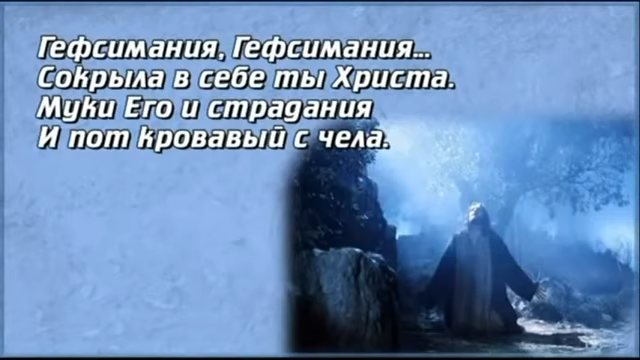 Гефсимания, Гефсимания...
Сокрыла в себе ты Христа.
Муки Его и страдания
И пот кровавый с чела.